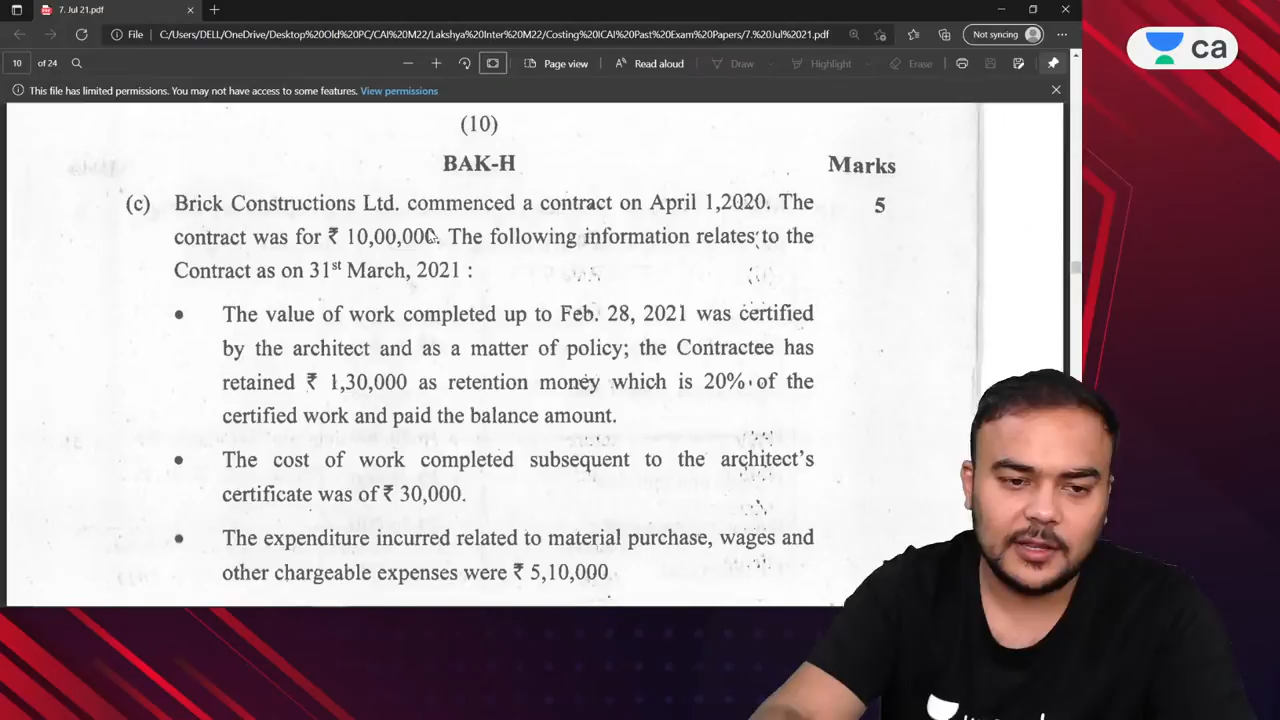 7. Jul 21.pdf
File C:/Users/DELL/OneDrive/Desktop%20Old%20PC/CAI%20M22/Lakshya%20Inter%20M22/Costing%20ICAI%20Past%20Exam%20Papers/7.%20Jul%2021.pdf Not syncing
10 of 24 Page view Read aloud Draw Highlight Erase
This file has limited permissions. You may not have access to some features. View permissions
ca
(10)
BAK-H Marks
(c) Brick Constructions Ltd. commenced a contract on April 1,2020. The 5
contract was for ₹ 10,00,000. The following information relates to the
Contract as on 31st March, 2021 :
• The value of work completed up to Feb. 28, 2021 was certified
by the architect and as a matter of policy; the Contractee has
retained ₹ 1,30,000 as retention money which is 20% of the
certified work and paid the balance amount.
• The cost of work completed subsequent to the architect's
certificate was of ₹ 30,000.
• The expenditure incurred related to material purchase, wages and
other chargeable expenses were ₹ 5,10,000